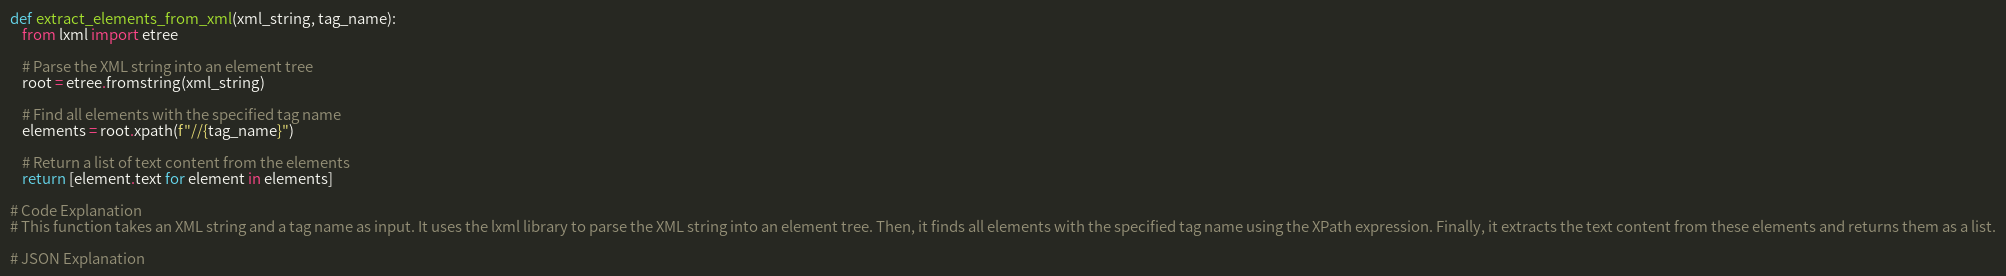 def extract_elements_from_xml(xml_string, tag_name):
    from lxml import etree

    # Parse the XML string into an element tree
    root = etree.fromstring(xml_string)

    # Find all elements with the specified tag name
    elements = root.xpath(f"//{tag_name}")

    # Return a list of text content from the elements
    return [element.text for element in elements]

# Code Explanation
# This function takes an XML string and a tag name as input. It uses the lxml library to parse the XML string into an element tree. Then, it finds all elements with the specified tag name using the XPath expression. Finally, it extracts the text content from these elements and returns them as a list.

# JSON Explanation